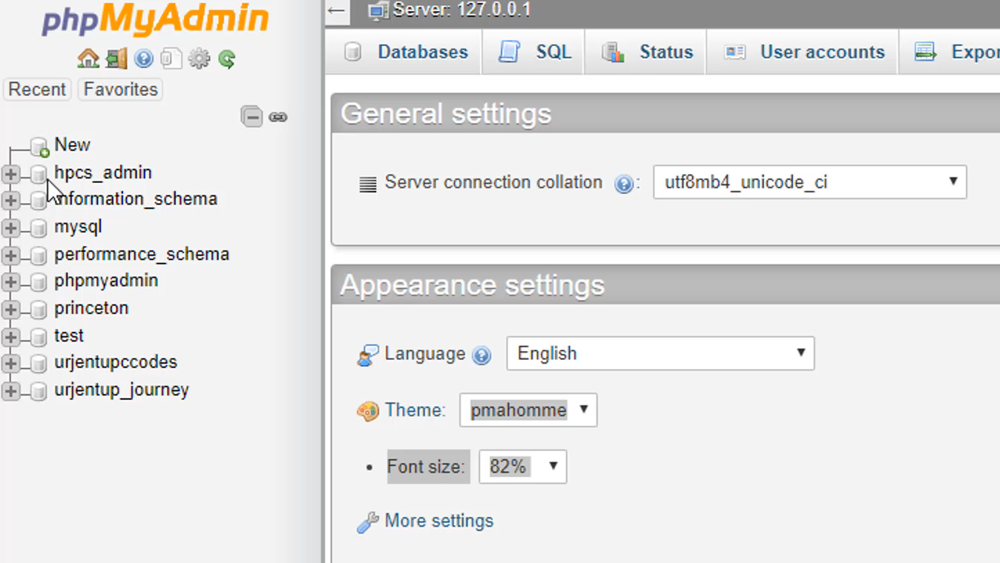 phpMyAdmin
Recent Favorites
New
hpcs_admin
information_schema
mysql
performance_schema
phpmyadmin
princeton
test
urjentupccodes
urjentup_journey
Server: 127.0.0.1
Databases SQL Status User accounts Expor
General settings
Server connection collation : utf8mb4_unicode_ci
Appearance settings
Language English
Theme: pmahomme
• Font size: 82%
More settings